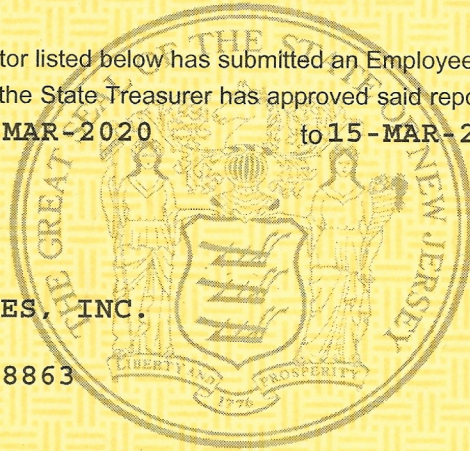 tor listed below has submitted an Employee
the State Treasurer has approved said repo
MAR-2020 to 15-MAR-2
THE GREAT SEAL OF THE STATE OF NEW JERSEY
ES, INC.
LIBERTY AND PROSPERITY
8863
1776